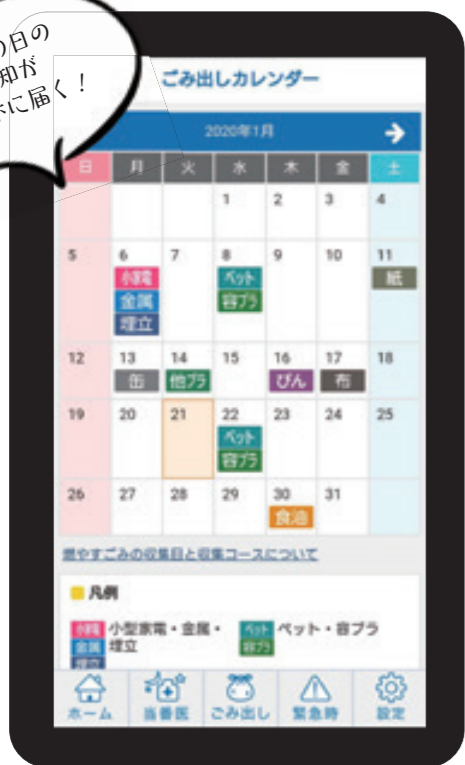 の日の
知が
に届く！
ごみ出しカレンダー
2020年1月
日 月 火 水 木 金 土
1 2 3 4
5 6 7 8 9 10 11
小家電 ペット 紙
金属 容プラ
埋立
12 13 14 15 16 17 18
缶 他プラ びん 布
19 20 21 22 23 24 25
ペット
容プラ
26 27 28 29 30 31
食油
燃やすごみの収集日と収集コースについて
凡例
小家電 小型家電・金属・ ペット ペット・容プラ
金属 埋立 容プラ
埋立
ホーム 当番医 ごみ出し 緊急時 設定